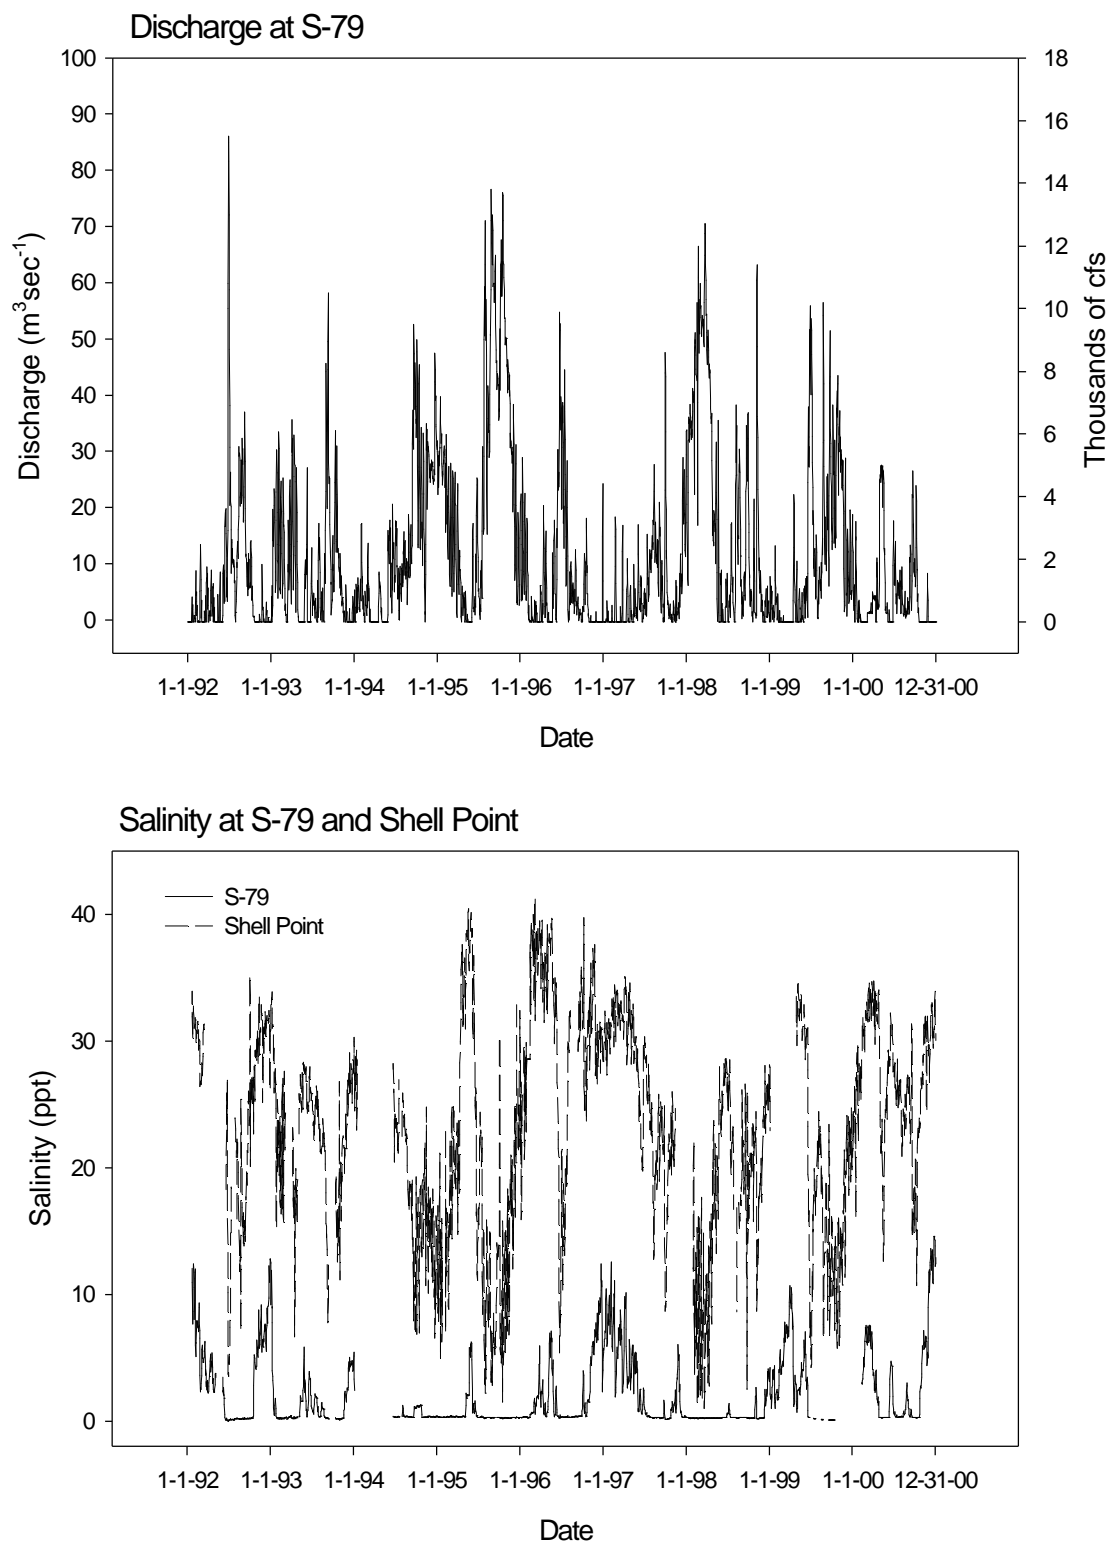 Discharge at S-79
100
90
80
70
60
50
40
30
20
10
0
Discharge (m³sec⁻¹)
18
16
14
12
10
8
6
4
2
0
Thousands of cfs
1-1-92 1-1-93 1-1-94 1-1-95 1-1-96 1-1-97 1-1-98 1-1-99 1-1-00 12-31-00
Date
Salinity at S-79 and Shell Point
S-79
Shell Point
40
30
20
10
0
Salinity (ppt)
1-1-92 1-1-93 1-1-94 1-1-95 1-1-96 1-1-97 1-1-98 1-1-99 1-1-00 12-31-00
Date